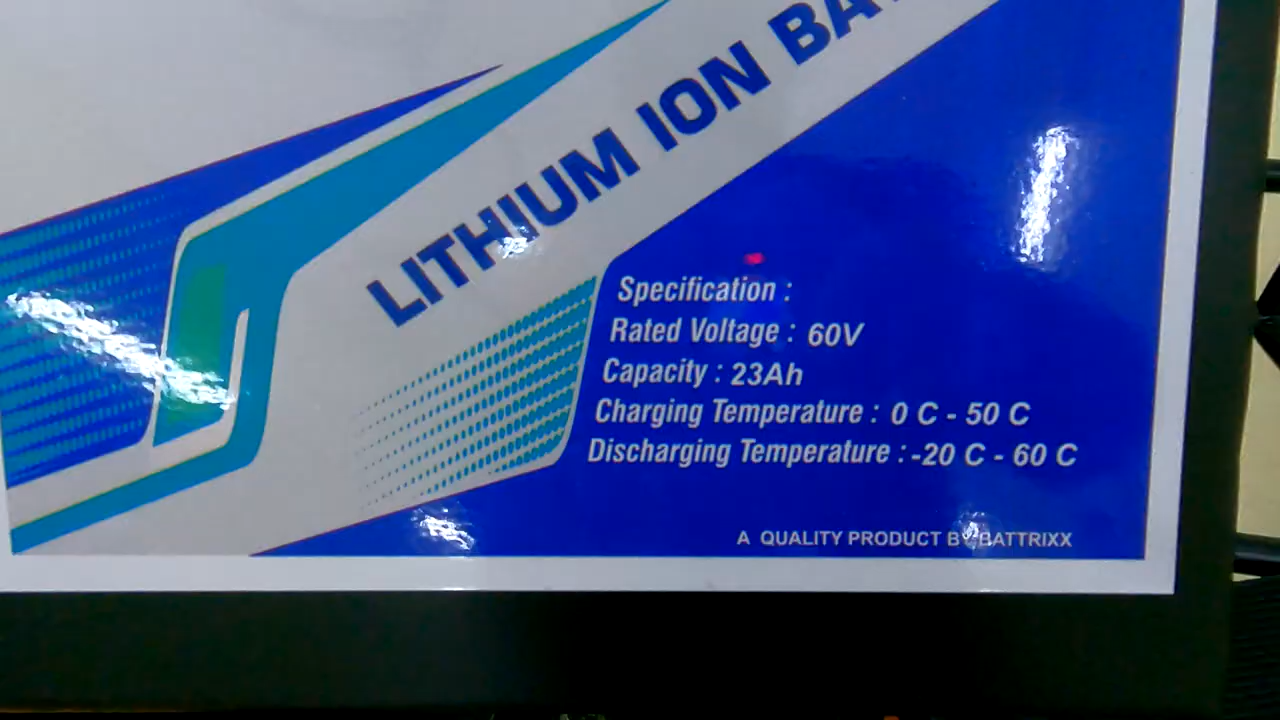 LITHIUM ION
Specification :
Rated Voltage : 60V
Capacity : 23Ah
Charging Temperature : 0 C - 50 C
Discharging Temperature : -20 C - 60 C
A QUALITY PRODUCT BY BATTRIXX